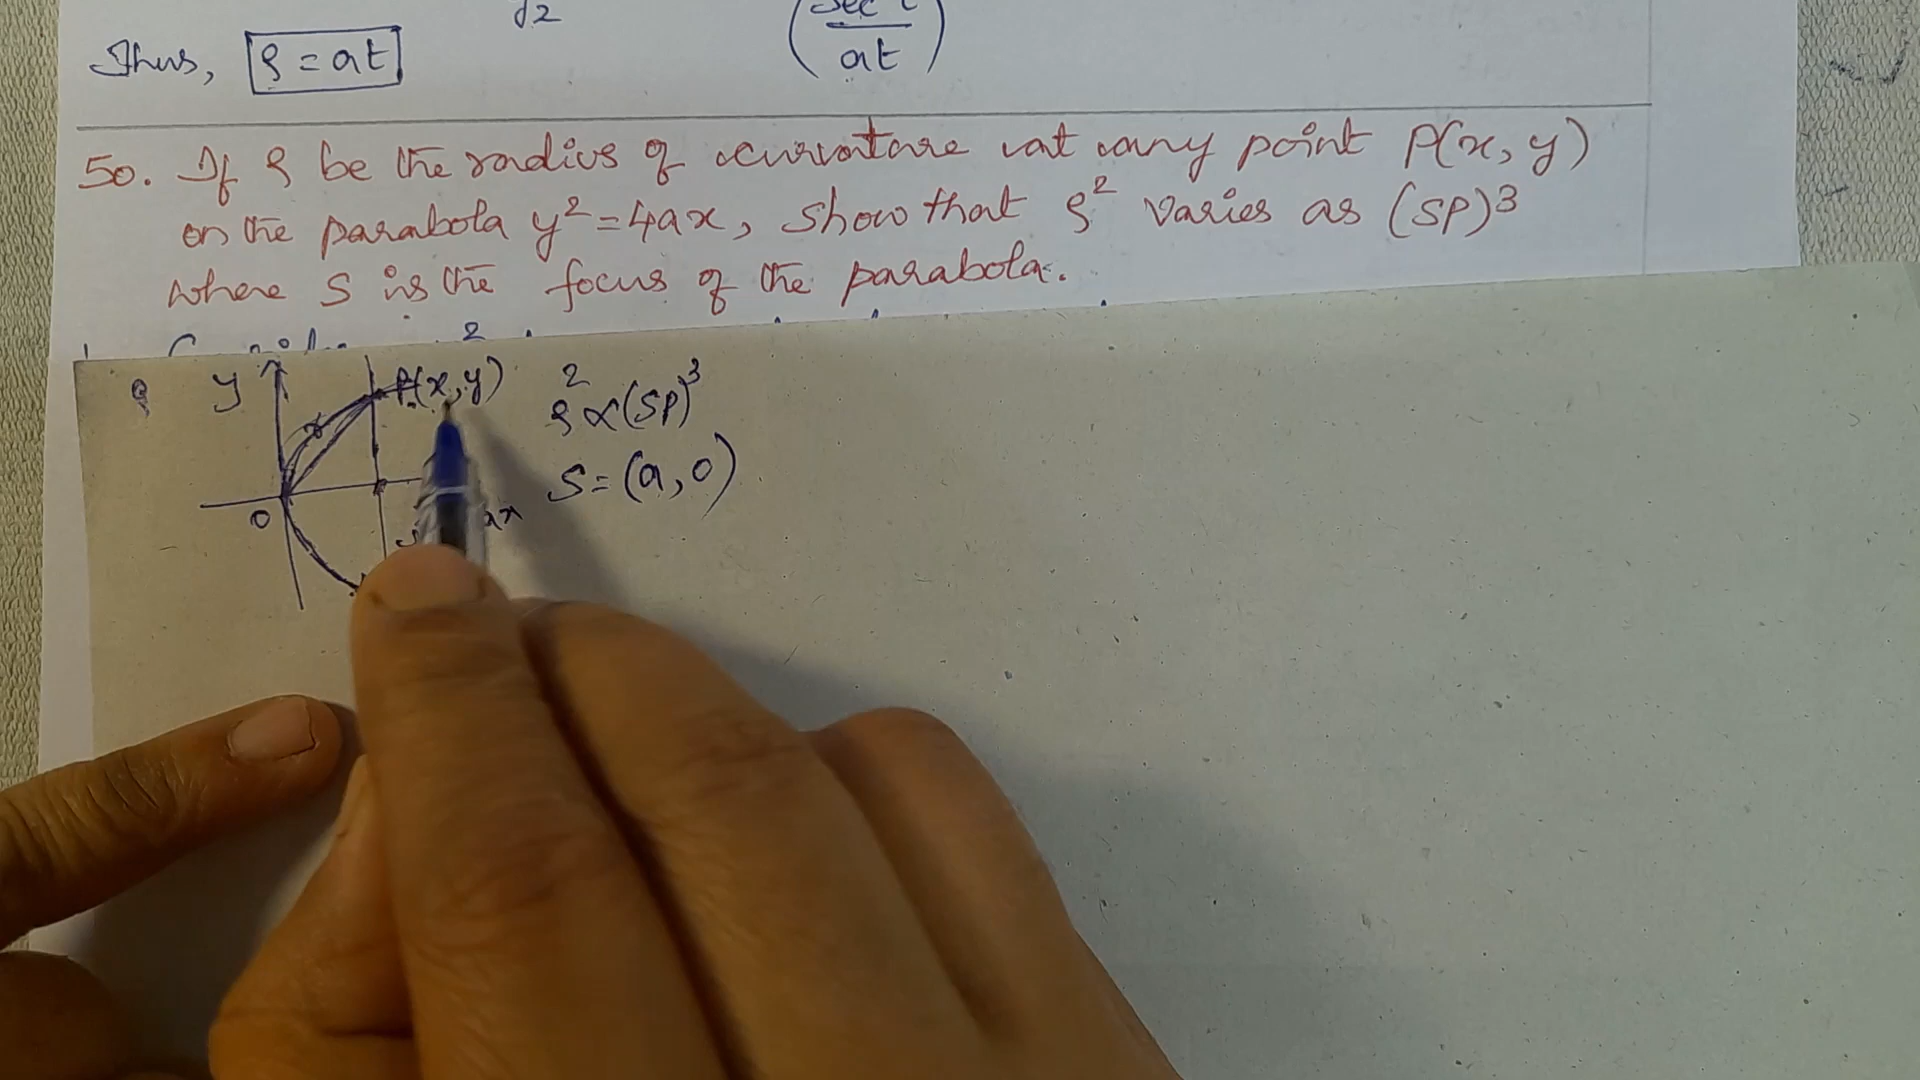 Thus, ρ = at
at
50. If ρ be the radius of curvature at any point P(x, y)
on the parabola y² = 4ax, show that ρ² varies as (SP)³
where S is the focus of the parabola.
ρ y P(x, y) ρ² ∝ (SP)³
S = (a, 0)
O